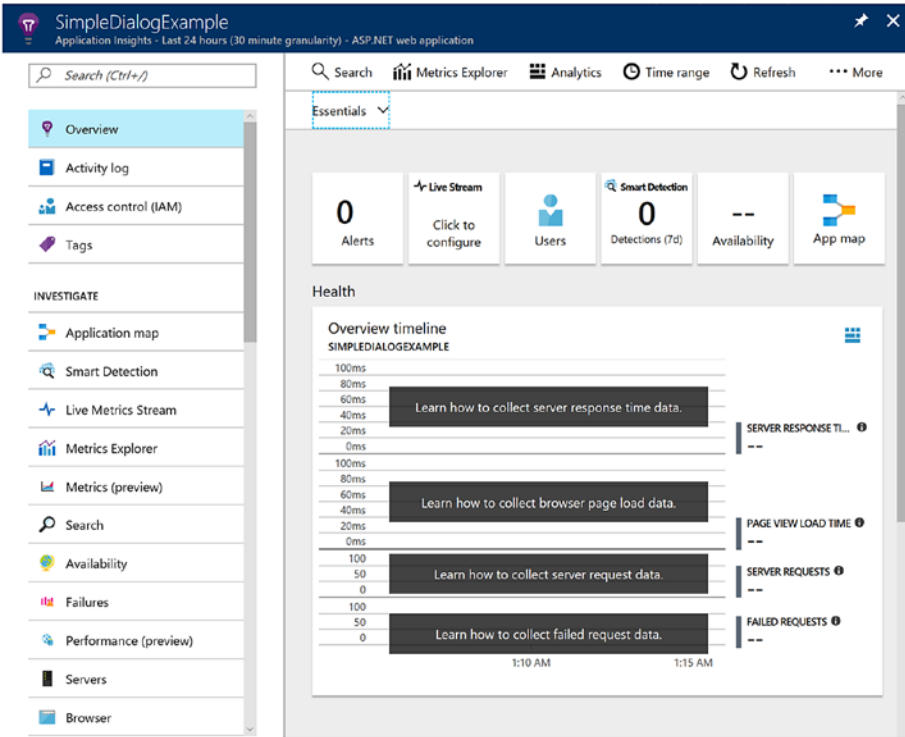 SimpleDialogExample
Application Insights - Last 24 hours (30 minute granularity) - ASP.NET web application
Search (Ctrl+/)
Overview
Activity log
Access control (IAM)
Tags
INVESTIGATE
Application map
Smart Detection
Live Metrics Stream
Metrics Explorer
Metrics (preview)
Search
Availability
Failures
Performance (preview)
Servers
Browser
Search
Metrics Explorer
Analytics
Time range
Refresh
••• More
Essentials
0
Alerts
Live Stream
Click to
configure
Users
Smart Detection
0
Detections (7d)
--
Availability
App map
Health
Overview timeline
SIMPLEDIALOGEXAMPLE
100ms
80ms
60ms
40ms
20ms
0ms
Learn how to collect server response time data.
SERVER RESPONSE TI...
--
100ms
80ms
60ms
40ms
20ms
0ms
Learn how to collect browser page load data.
PAGE VIEW LOAD TIME
--
100
50
0
Learn how to collect server request data.
SERVER REQUESTS
--
100
50
0
Learn how to collect failed request data.
FAILED REQUESTS
--
1:10 AM
1:15 AM